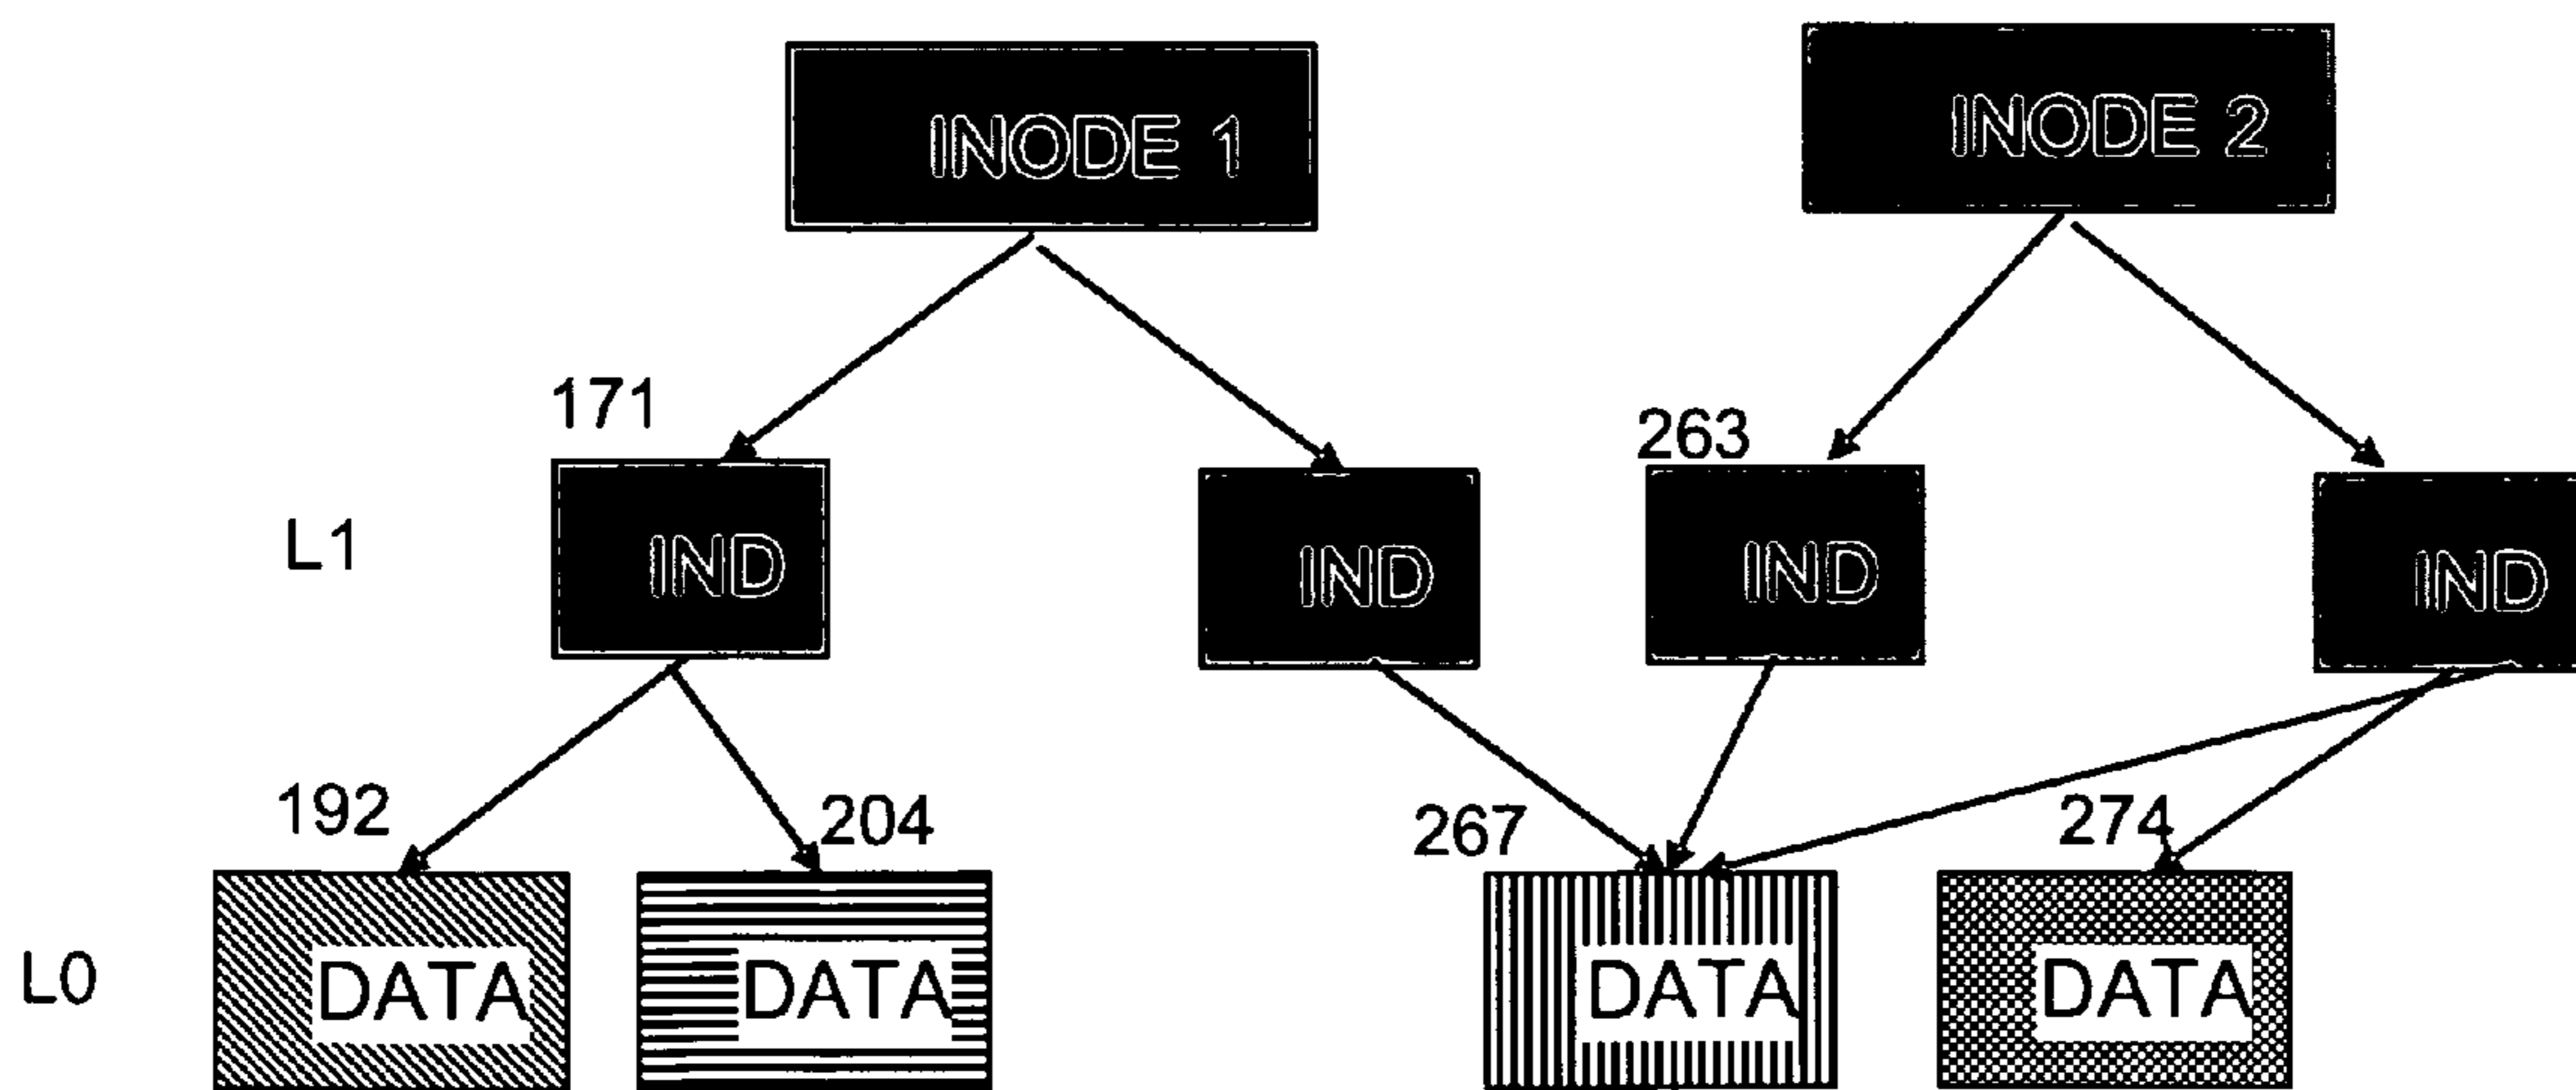 INODE 1 INODE 2
171 263
L1 IND IND IND IND
192 204 267 274
L0 DATA DATA DATA DATA